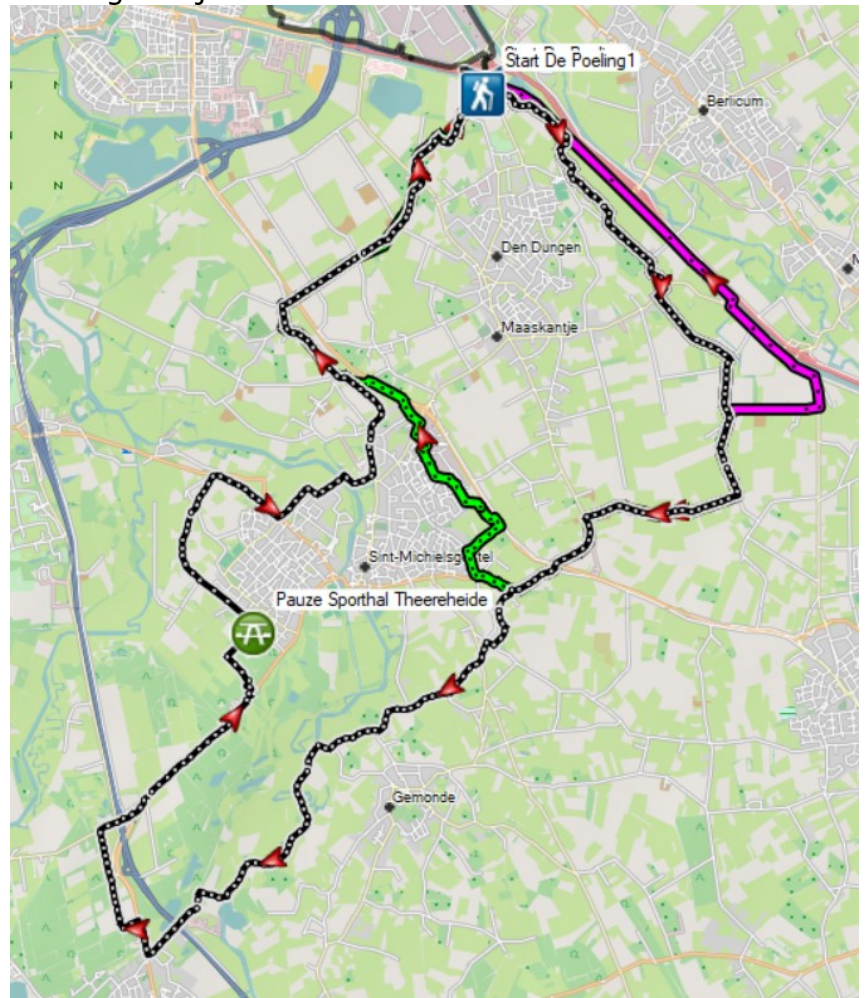 Start De Poeling1
Berlicum
Den Dungen
Maaskantje
Sint-Michielsgestel
Pauze Sporthal Theereheide
Gemonde